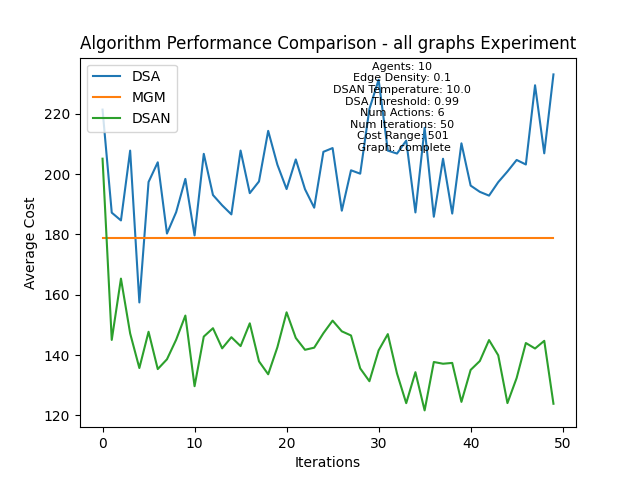 Algorithm Performance Comparison - all graphs Experiment
DSA
MGM
DSAN
Agents: 10
Edge Density: 0.1
DSAN Temperature: 10.0
DSA Threshold: 0.99
Num Actions: 6
Num Iterations: 50
Cost Range: 501
Graph: complete
Average Cost
220
200
180
160
140
120
0 10 20 30 40 50
Iterations